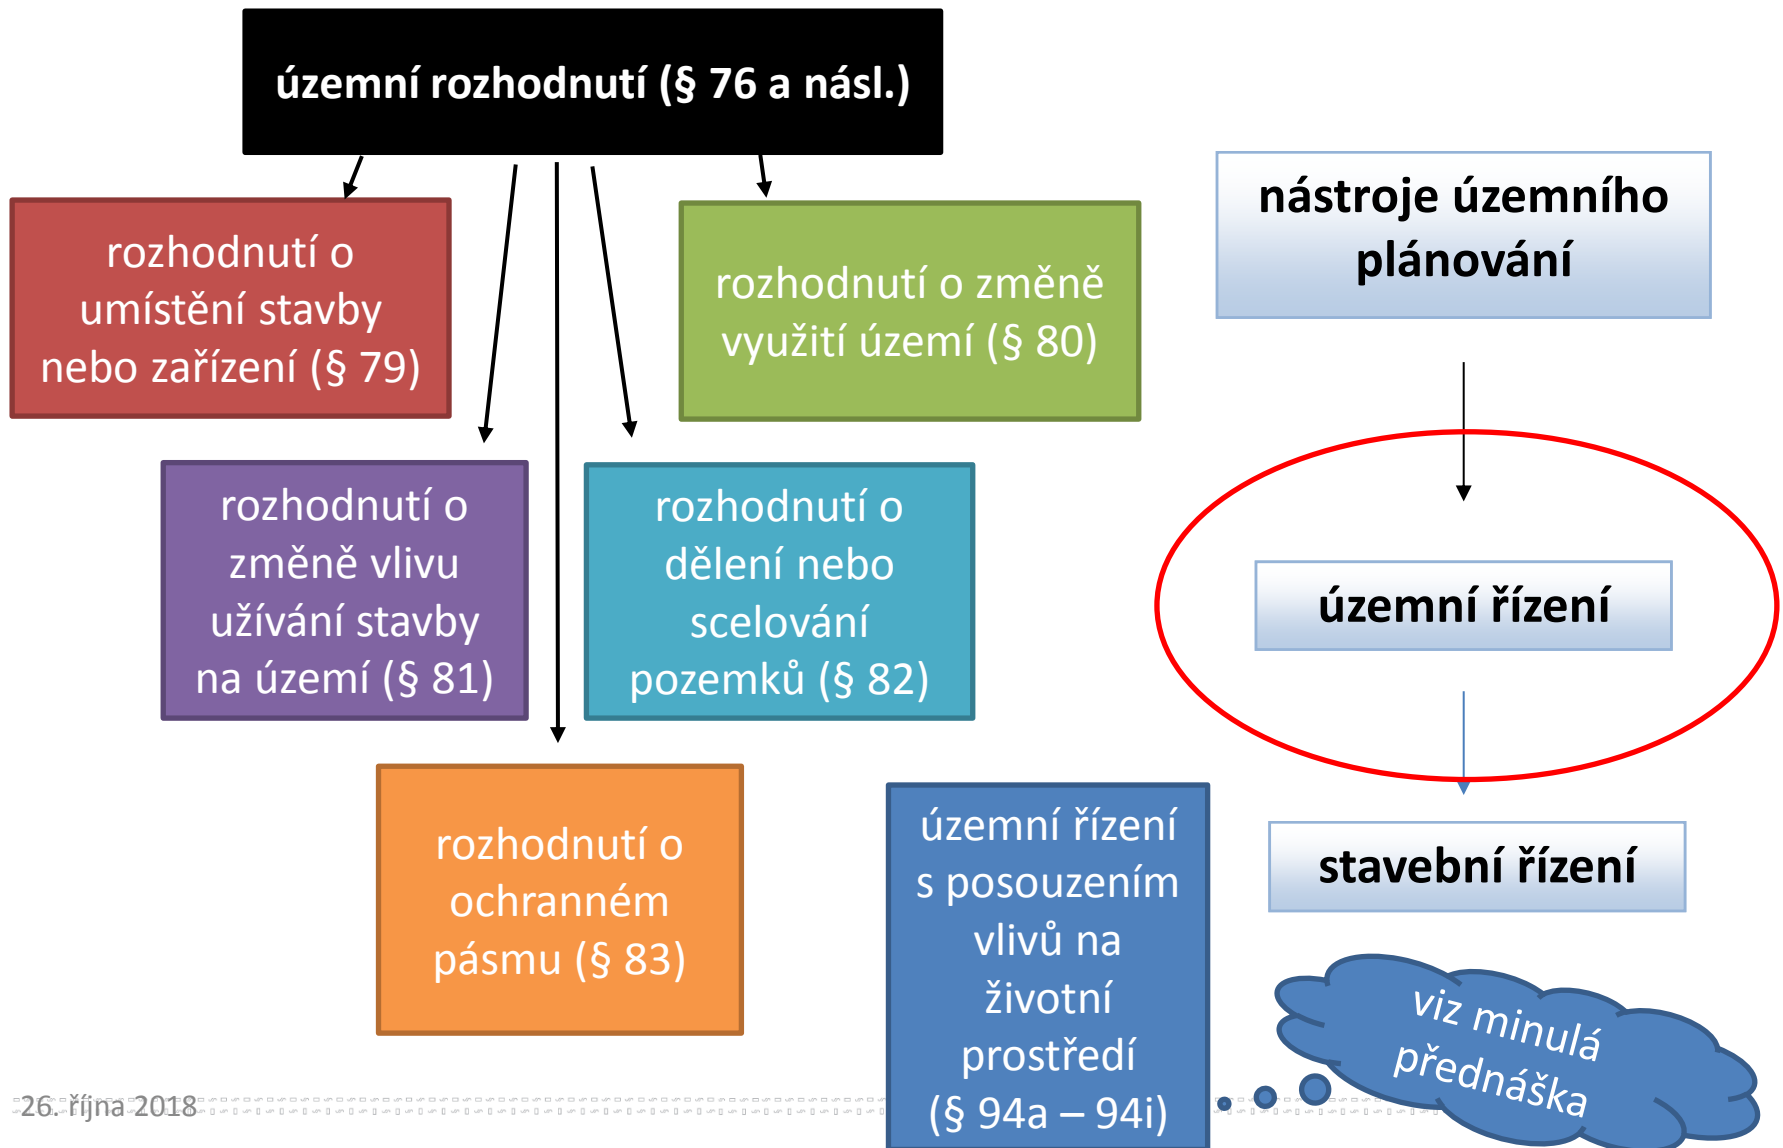 územní rozhodnutí (§ 76 a násl.)
rozhodnutí o
umístění stavby
nebo zařízení (§ 79)
rozhodnutí o změně
využití území (§ 80)
nástroje územního
plánování
rozhodnutí o
změně vlivu
užívání stavby
na území (§ 81)
rozhodnutí o
dělení nebo
scelování
pozemků (§ 82)
územní řízení
rozhodnutí o
ochranném
pásmu (§ 83)
územní řízení
s posouzením
vlivů na
životní
prostředí
(§ 94a – 94i)
stavební řízení
viz minulá
přednáška
26. října 2018